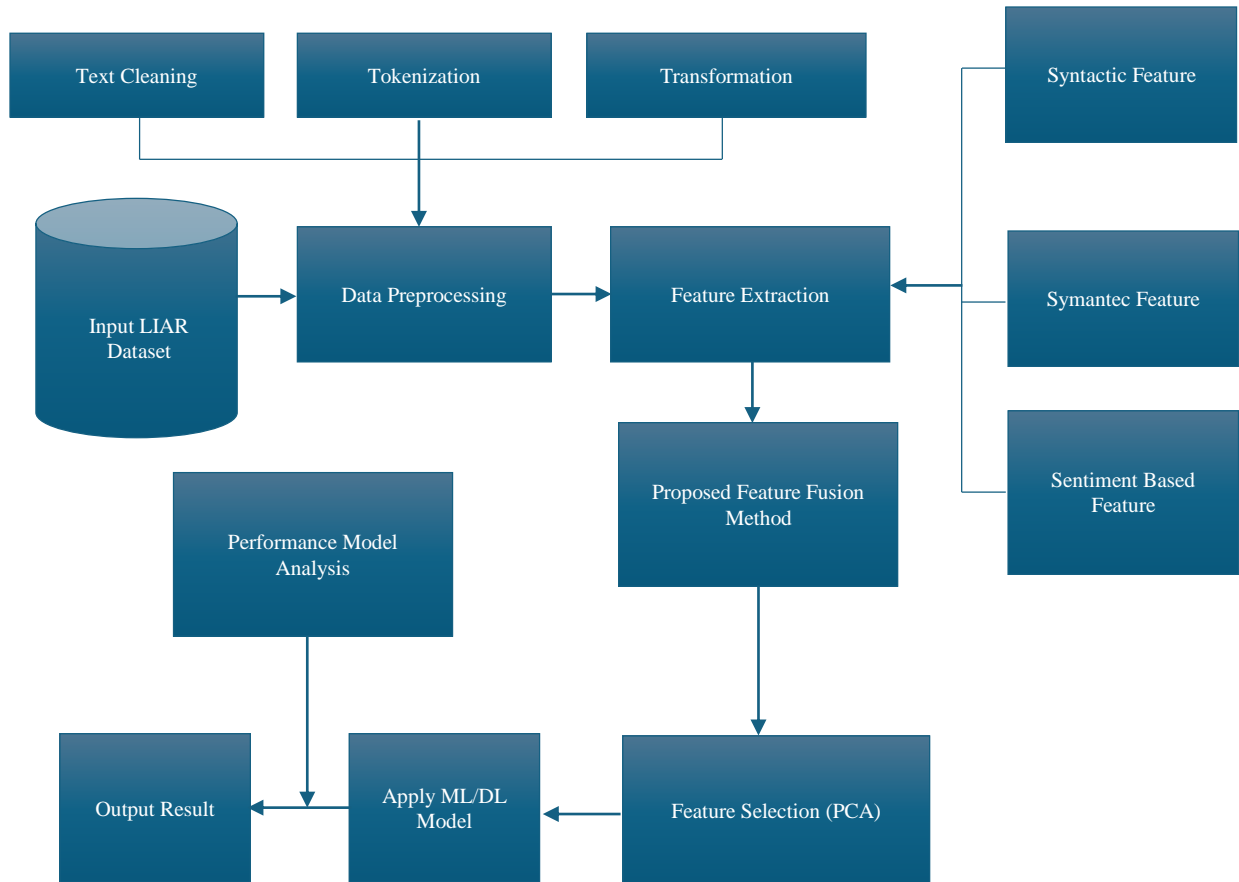 Text Cleaning
Tokenization
Transformation
Syntactic Feature
Input LIAR
Dataset
Data Preprocessing
Feature Extraction
Symantec Feature
Performance Model
Analysis
Proposed Feature Fusion
Method
Sentiment Based
Feature
Output Result
Apply ML/DL
Model
Feature Selection (PCA)